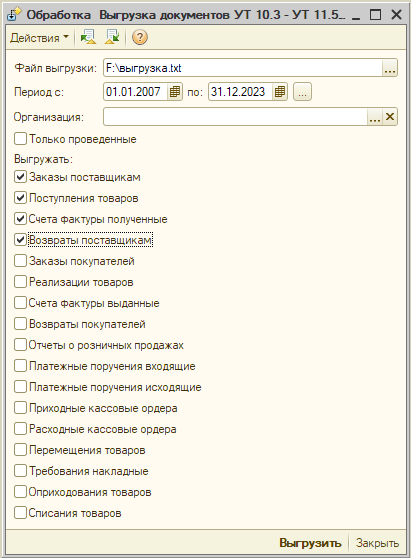 Обработка Выгрузка документов УТ 10.3 - УТ 11.5...
Действия
Файл выгрузки: F:\выгрузка.txt ...
Период с: 01.01.2007 по: 31.12.2023 ...
Организация: ...
Только проведенные
Выгружать:
Заказы поставщикам
Поступления товаров
Счета фактуры полученные
Возвраты поставщикам
Заказы покупателей
Реализации товаров
Счета фактуры выданные
Возвраты покупателей
Отчеты о розничных продажах
Платежные поручения входящие
Платежные поручения исходящие
Приходные кассовые ордера
Расходные кассовые ордера
Перемещения товаров
Требования накладные
Оприходования товаров
Списания товаров
Выгрузить Закрыть